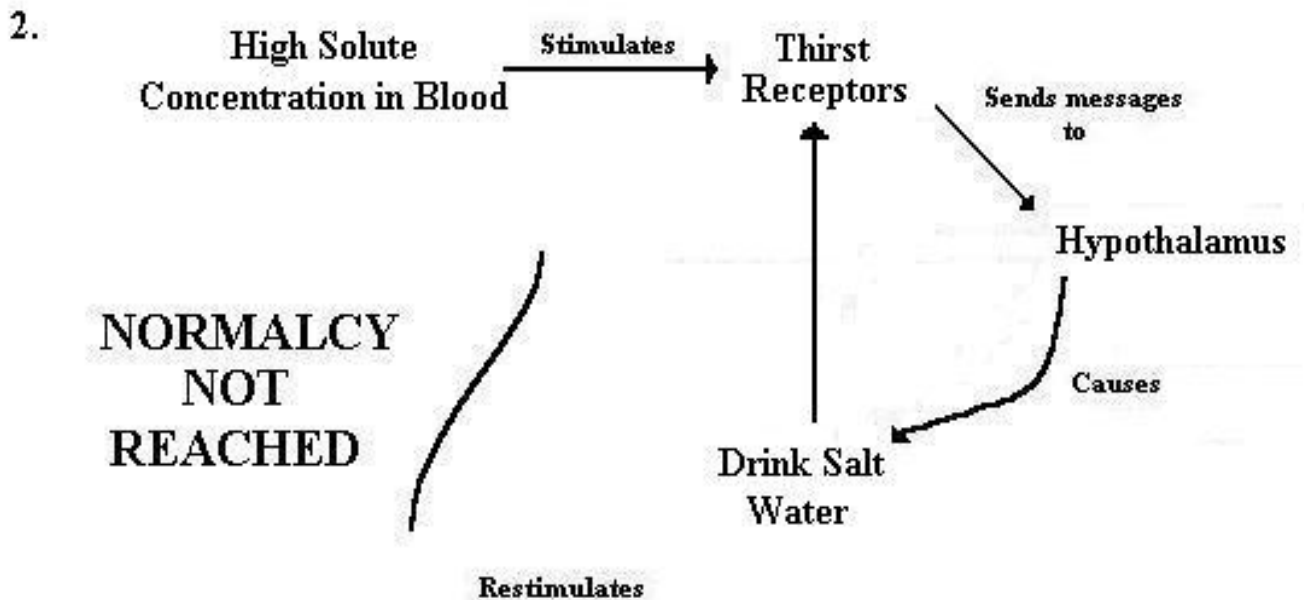 2.
High Solute
Concentration in Blood
Stimulates
Thirst
Receptors
Sends messages
to
Hypothalamus
Causes
Drink Salt
Water
NORMALCY
NOT
REACHED
Restimulates